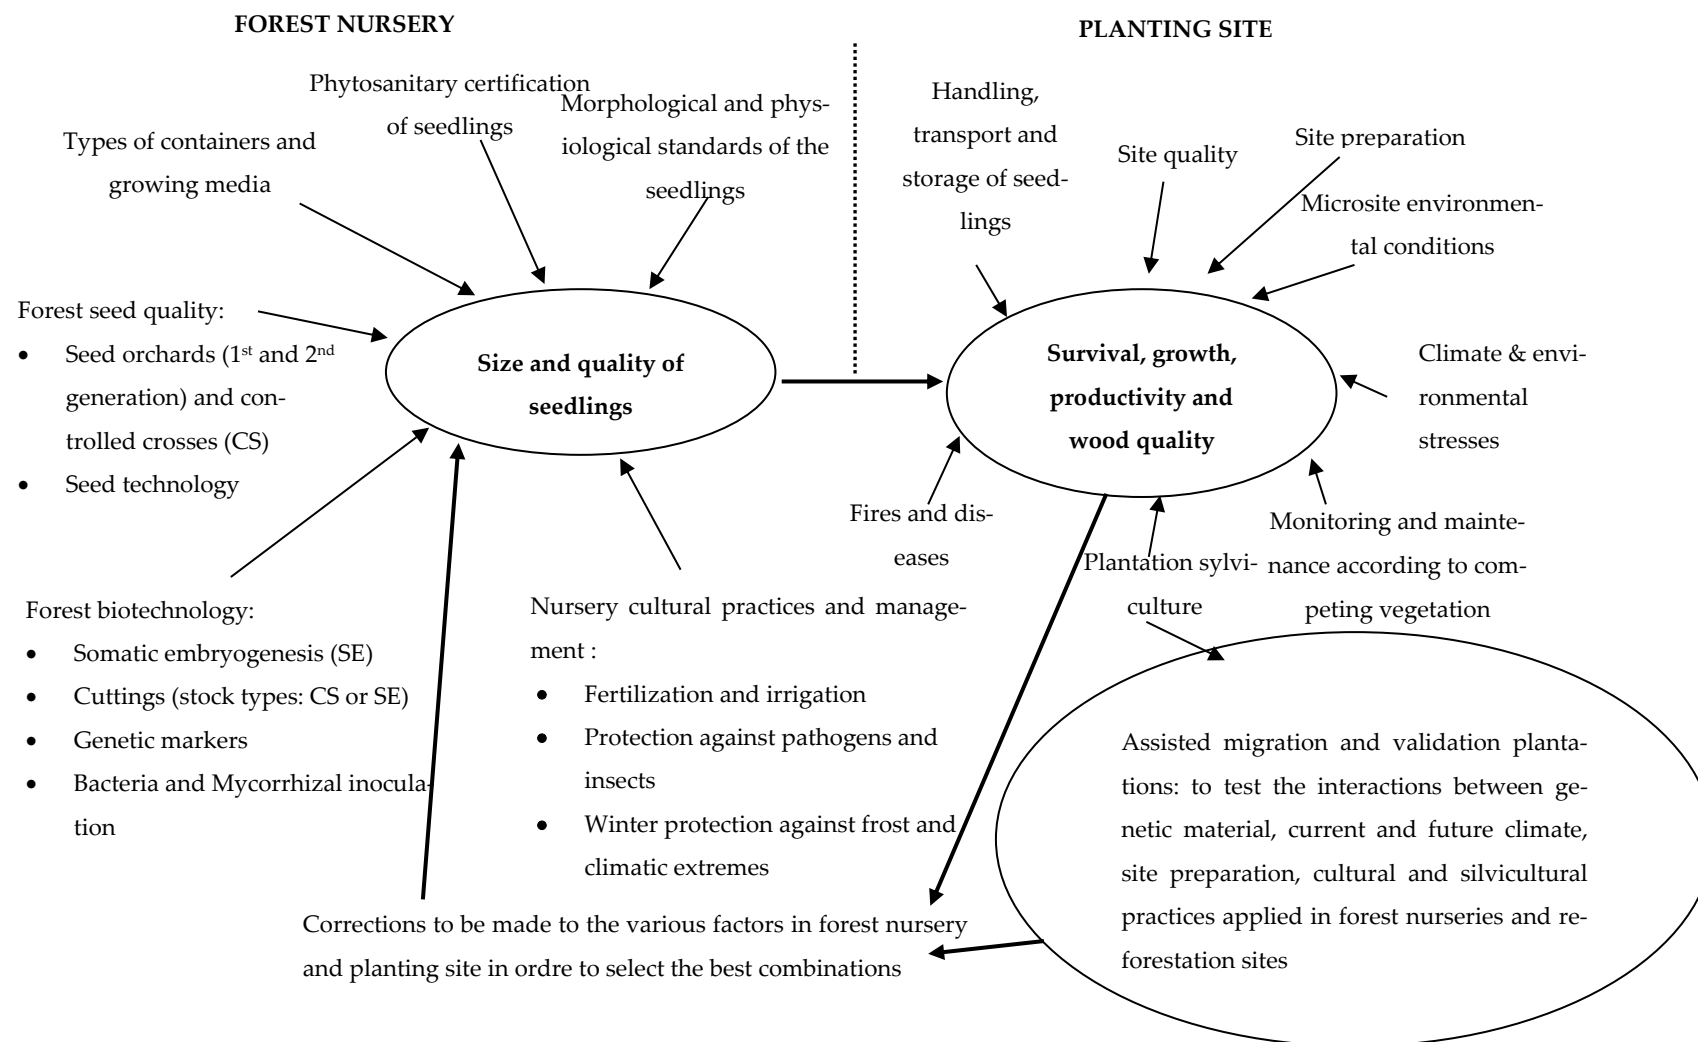 FOREST NURSERY
PLANTING SITE
Phytosanitary certification
of seedlings
Morphological and phys-
iological standards of the
seedlings
Types of containers and
growing media
Handling,
transport and
storage of seed-
lings
Site quality
Site preparation
Microsite environmen-
tal conditions
Forest seed quality:
• Seed orchards (1st and 2nd
generation) and con-
trolled crosses (CS)
• Seed technology
Size and quality of
seedlings
Survival, growth,
productivity and
wood quality
Climate & envi-
ronmental
stresses
Fires and dis-
eases
Plantation sylvi-
culture
Monitoring and mainte-
nance according to com-
peting vegetation
Forest biotechnology:
• Somatic embryogenesis (SE)
• Cuttings (stock types: CS or SE)
• Genetic markers
• Bacteria and Mycorrhizal inocula-
tion
Nursery cultural practices and manage-
ment :
• Fertilization and irrigation
• Protection against pathogens and
insects
• Winter protection against frost and
climatic extremes
Assisted migration and validation planta-
tions: to test the interactions between ge-
netic material, current and future climate,
site preparation, cultural and silvicultural
practices applied in forest nurseries and re-
forestation sites
Corrections to be made to the various factors in forest nursery
and planting site in ordre to select the best combinations